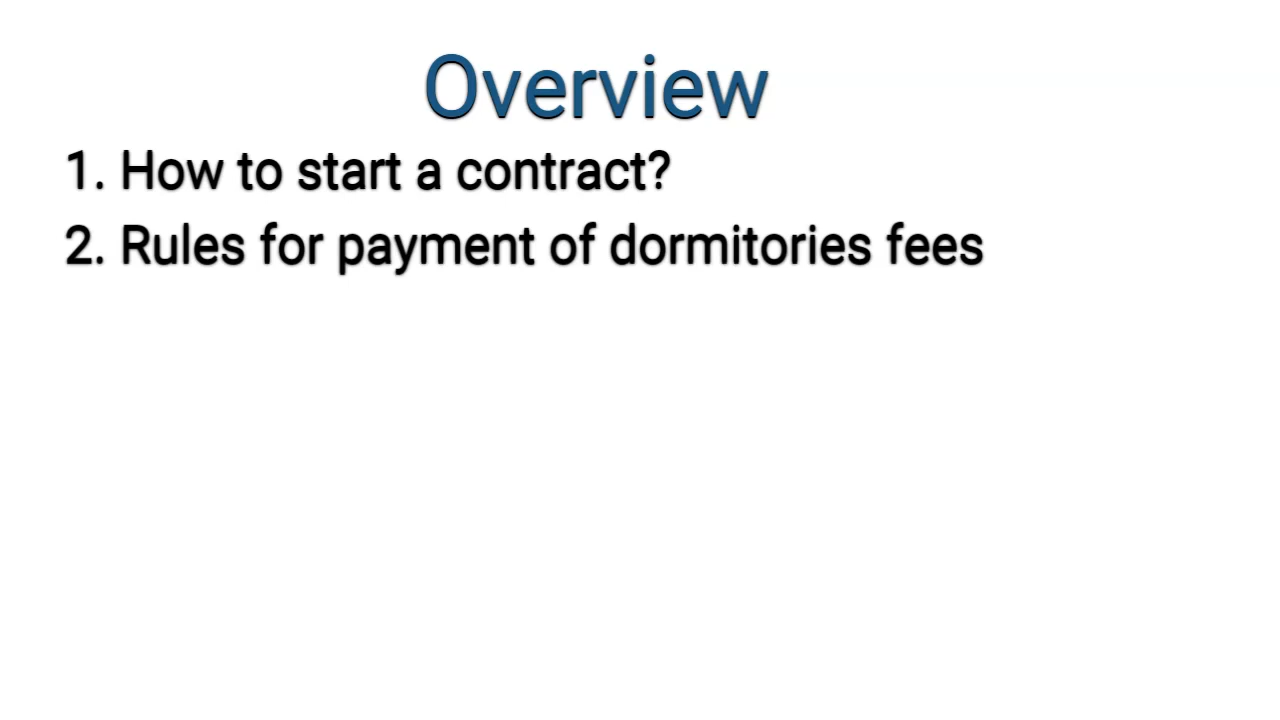 Overview
1. How to start a contract?
2. Rules for payment of dormitories fees